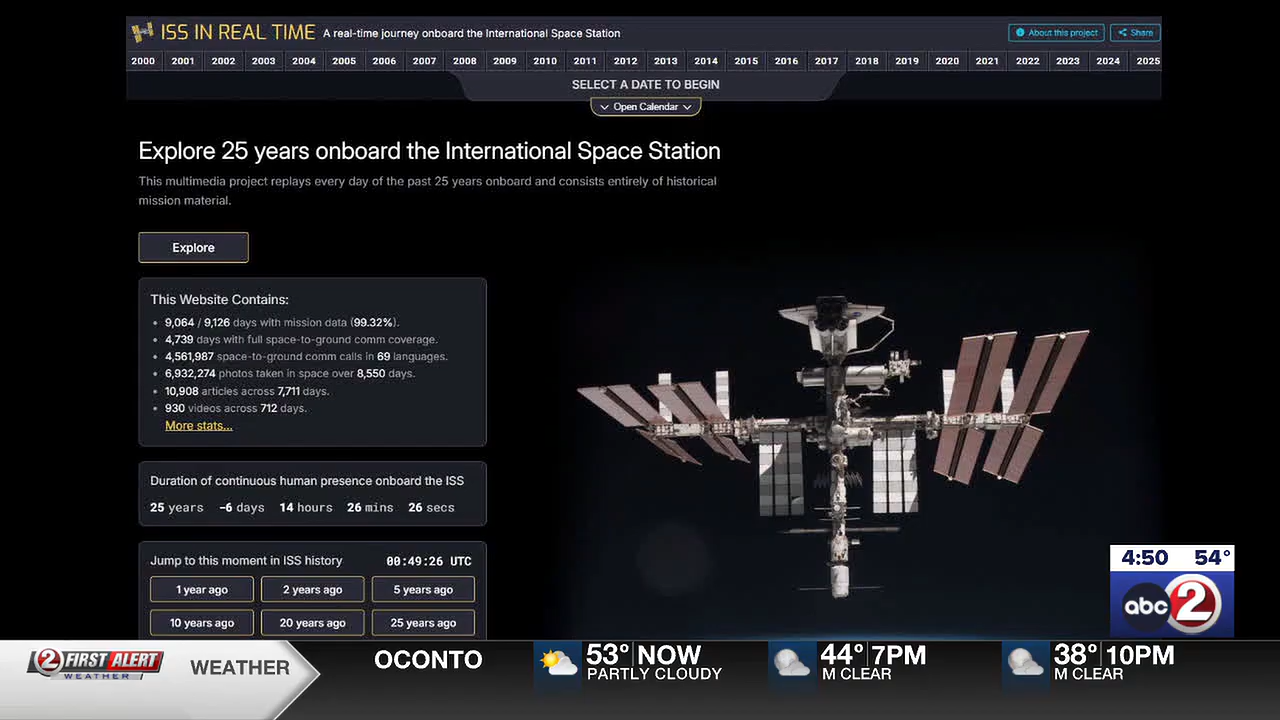 ISS IN REAL TIME A real-time journey onboard the International Space Station
About this project Share
2000 2001 2002 2003 2004 2005 2006 2007 2008 2009 2010 2011 2012 2013 2014 2015 2016 2017 2018 2019 2020 2021 2022 2023 2024 2025
SELECT A DATE TO BEGIN
Open Calendar
Explore 25 years onboard the International Space Station
This multimedia project replays every day of the past 25 years onboard and consists entirely of historical
mission material.
Explore
This Website Contains:
• 9,064 / 9,126 days with mission data (99.32%).
• 4,739 days with full space-to-ground comm coverage.
• 4,561,987 space-to-ground comm calls in 69 languages.
• 6,932,274 photos taken in space over 8,550 days.
• 10,908 articles across 7,711 days.
• 930 videos across 712 days.
More stats...
Duration of continuous human presence onboard the ISS
25 years -6 days 14 hours 26 mins 26 secs
Jump to this moment in ISS history 00:49:26 UTC
1 year ago 2 years ago 5 years ago
10 years ago 20 years ago 25 years ago
4:50 54°
abc 2
2 FIRST ALERT
WEATHER
WEATHER
OCONTO
53° NOW
PARTLY CLOUDY
44° 7PM
M CLEAR
38° 10PM
M CLEAR